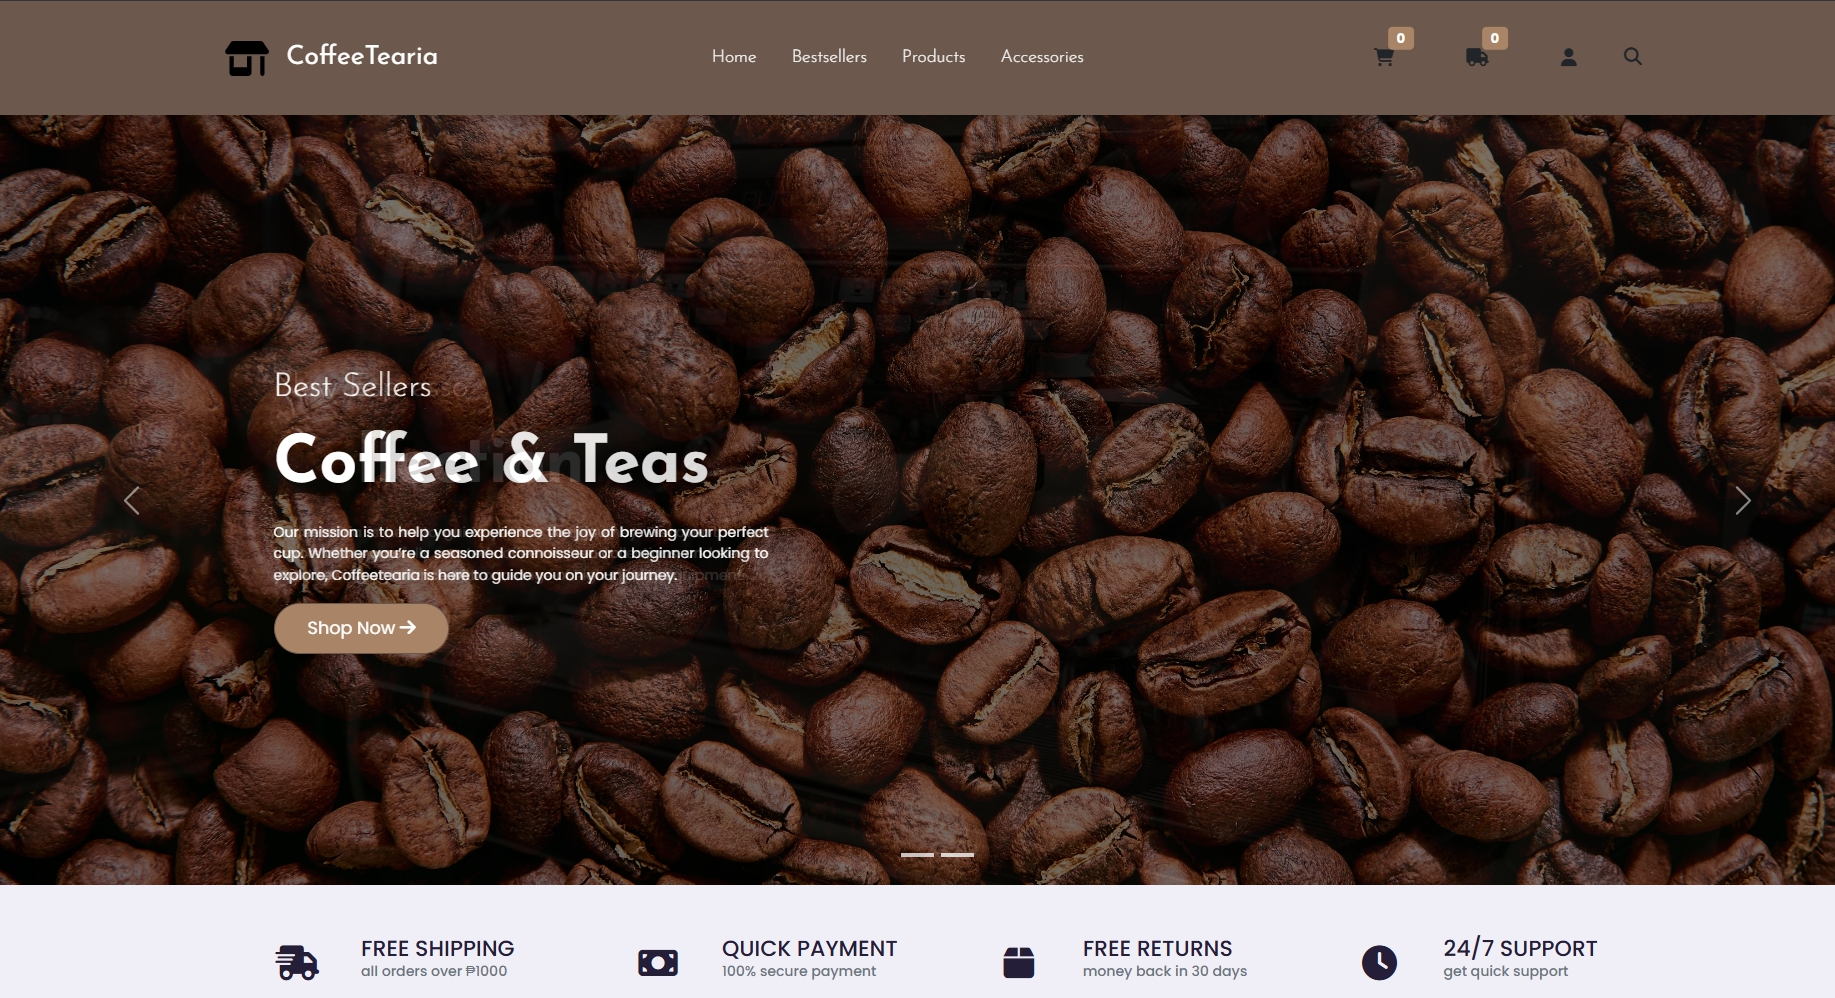 CoffeeTearia
Home Bestsellers Products Accessories
0 0
Best Sellers
Coffee & Teas
Our mission is to help you experience the joy of brewing your perfect
cup. Whether you're a seasoned connoisseur or a beginner looking to
explore, Coffeetearia is here to guide you on your journey.
Shop Now
FREE SHIPPING
all orders over ₱1000
QUICK PAYMENT
100% secure payment
FREE RETURNS
money back in 30 days
24/7 SUPPORT
get quick support